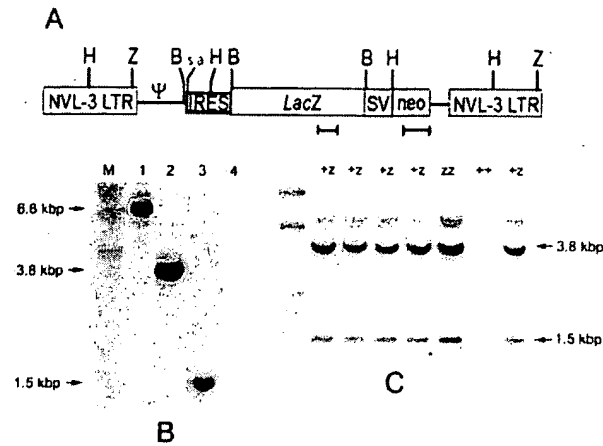 A
H Z B sa H B B H H Z
NVL-3 LTR Ψ IRES LacZ SV neo NVL-3 LTR
M 1 2 3 4
+z +z +z +z zz ++ +z
6.8 kbp
3.8 kbp
1.5 kbp
3.8 kbp
1.5 kbp
B
C